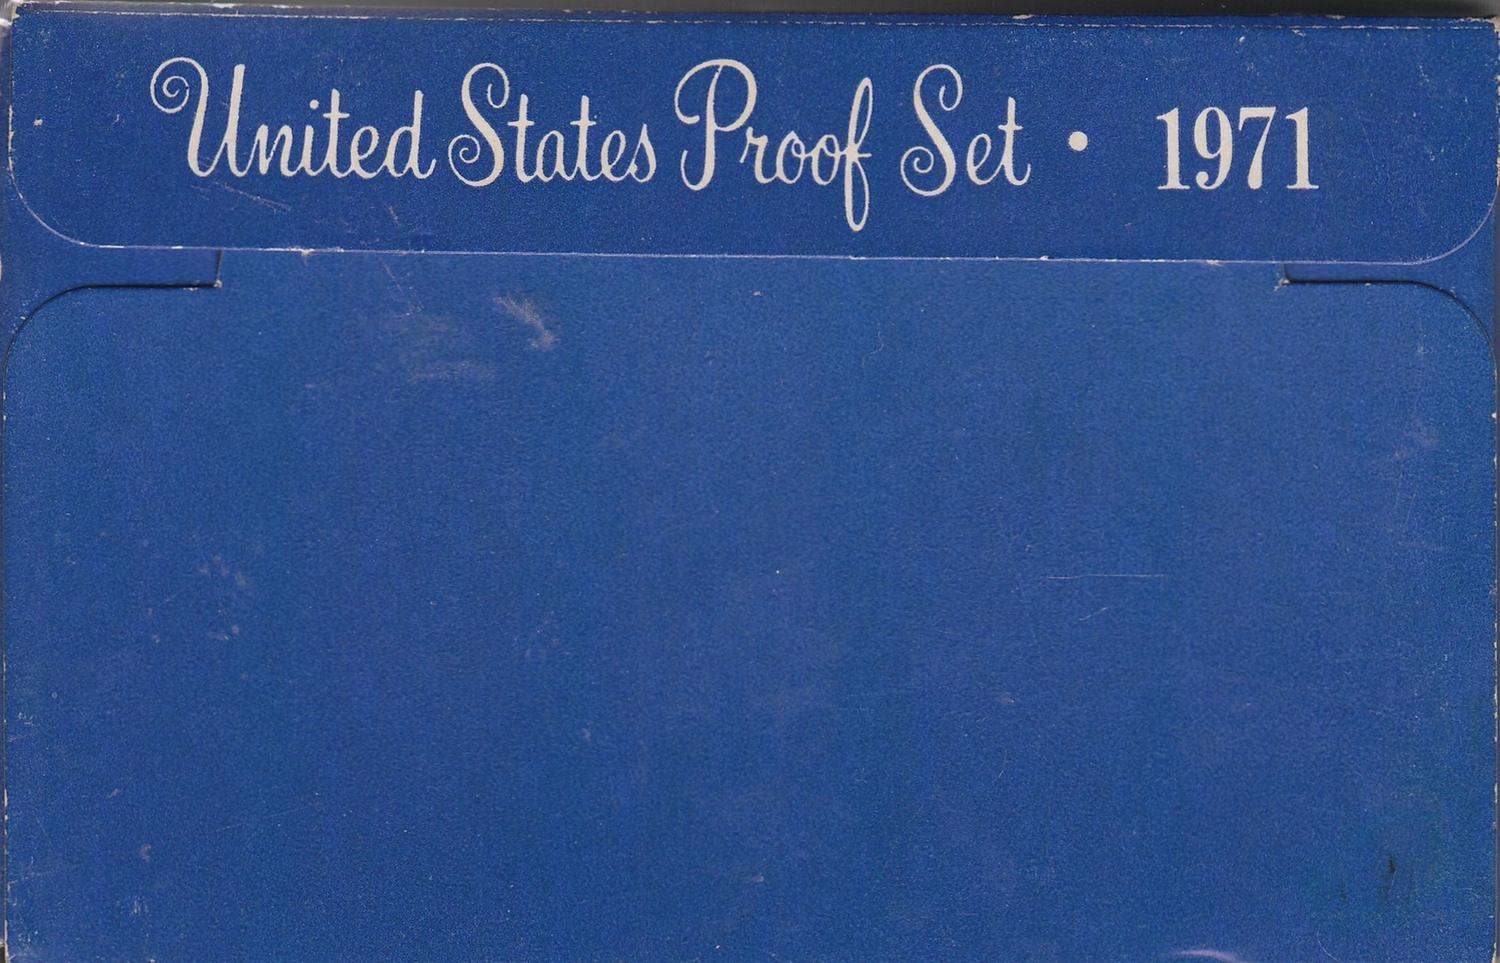 United States Proof Set • 1971